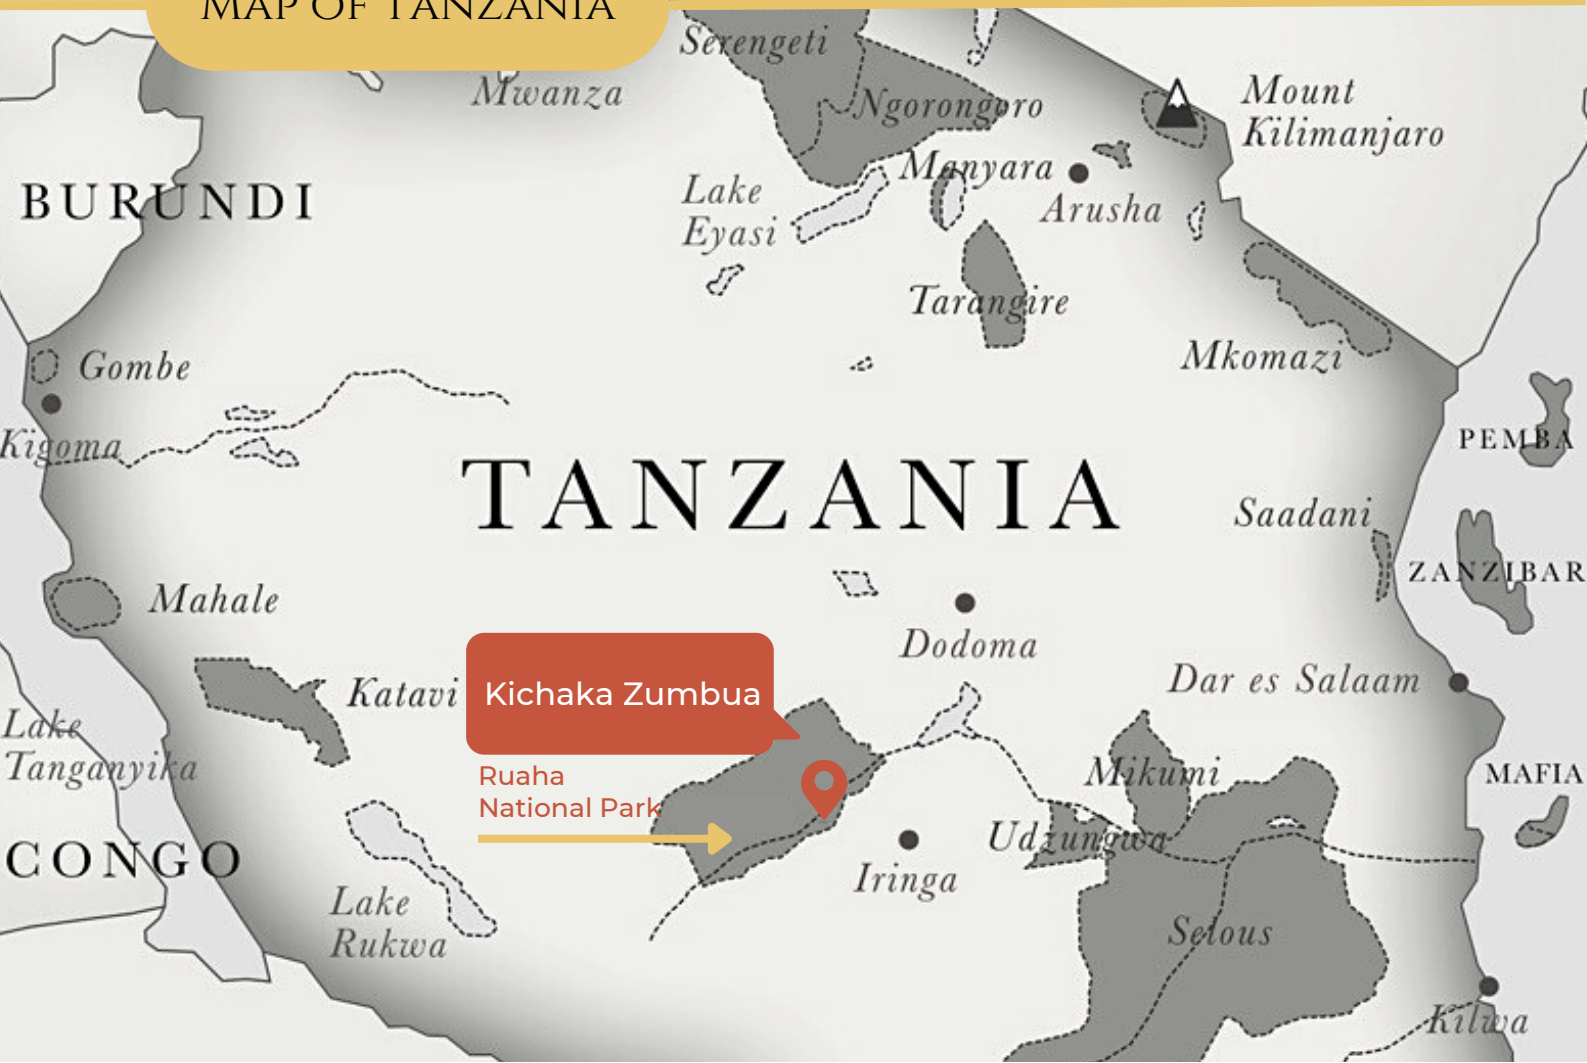 MAP OF TANZANIA
Serengeti
Mwanza
Ngorongoro
Mount
Kilimanjaro
Manyara
Lake
Eyasi
Arusha
BURUNDI
Tarangire
Mkomazi
Gombe
Kigoma
PEMBA
TANZANIA
Saadani
ZANZIBAR
Mahale
Dodoma
Dar es Salaam
Katavi
Kichaka Zumbua
Lake
Tanganyika
Ruaha
National Park
Mikumi
MAFIA
Udzungwa
CONGO
Iringa
Lake
Rukwa
Selous
Kilwa